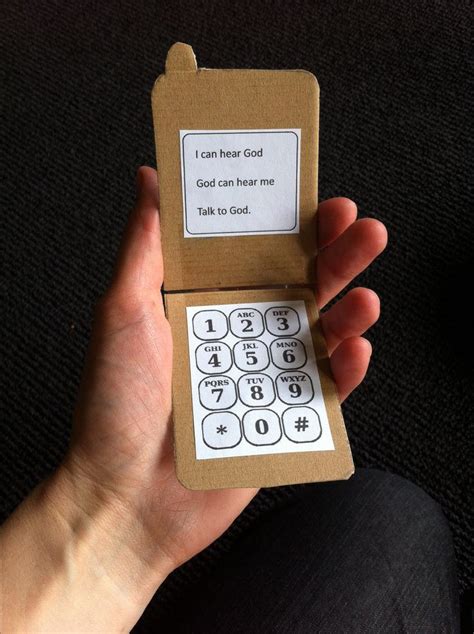 I can hear God
God can hear me
Talk to God.
1 ABC 2 DEF 3
GHI 4 JKL 5 MNO 6
PQRS 7 TUV 8 WXYZ 9
* 0 #